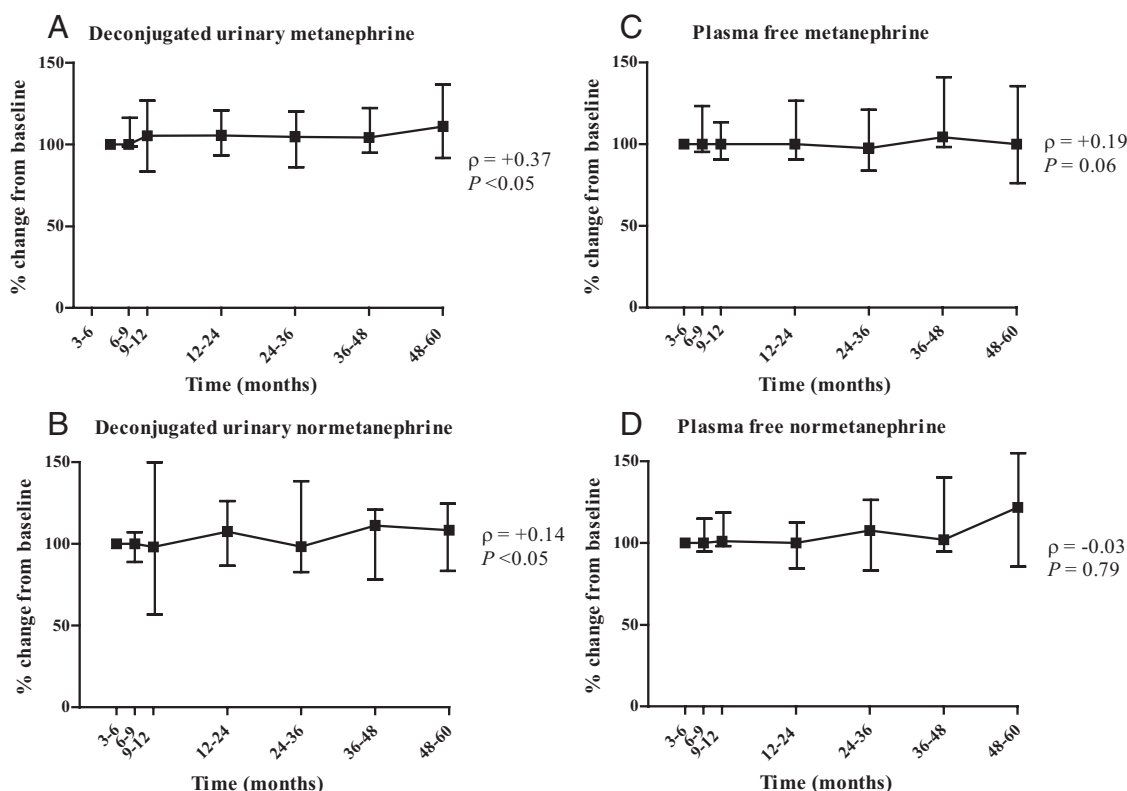 A
Deconjugated urinary metanephrine
% change from baseline
150
100
50
0
3-6
6-9
9-12
12-24
24-36
36-48
48-60
Time (months)
ρ = +0.37
P <0.05
C
Plasma free metanephrine
% change from baseline
150
100
50
0
3-6
6-9
9-12
12-24
24-36
36-48
48-60
Time (months)
ρ = +0.19
P = 0.06
B
Deconjugated urinary normetanephrine
% change from baseline
150
100
50
0
3-6
6-9
9-12
12-24
24-36
36-48
48-60
Time (months)
ρ = +0.14
P <0.05
D
Plasma free normetanephrine
% change from baseline
150
100
50
0
3-6
6-9
9-12
12-24
24-36
36-48
48-60
Time (months)
ρ = -0.03
P = 0.79